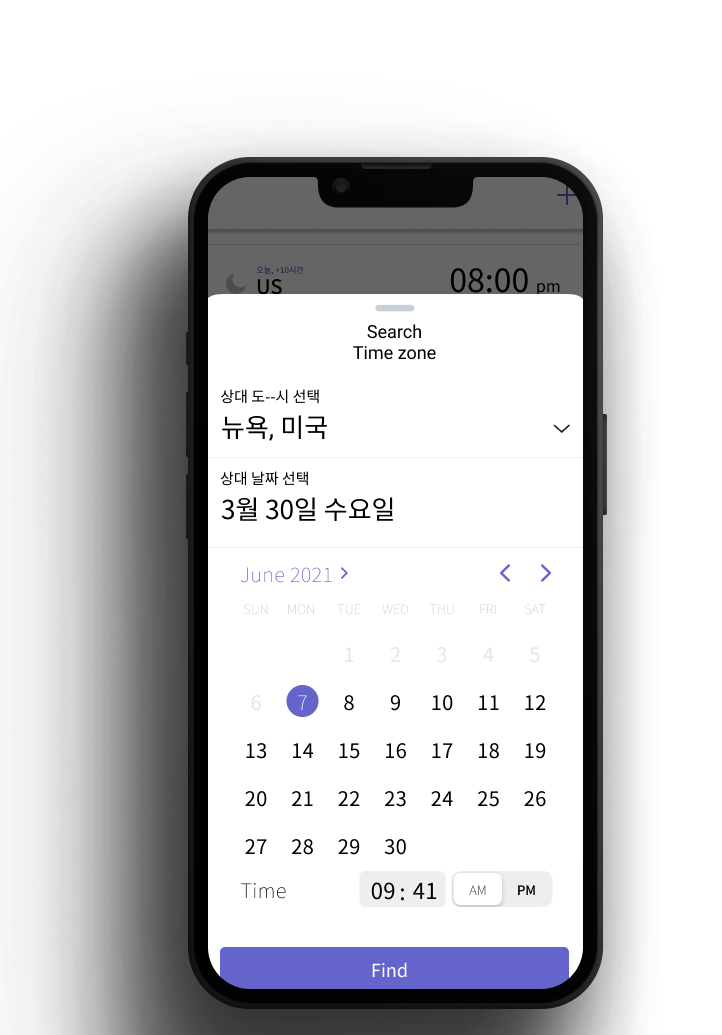 오늘, +10시간
US
08:00 pm
Search
Time zone
상대 도--시 선택
뉴욕, 미국
상대 날짜 선택
3월 30일 수요일
June 2021
SUN MON TUE WED THU FRI SAT
1 2 3 4 5
6 7 8 9 10 11 12
13 14 15 16 17 18 19
20 21 22 23 24 25 26
27 28 29 30
Time 09 : 41 AM PM
Find